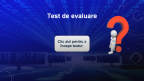 Test de evaluare
Clic aici pentru a
începe testul